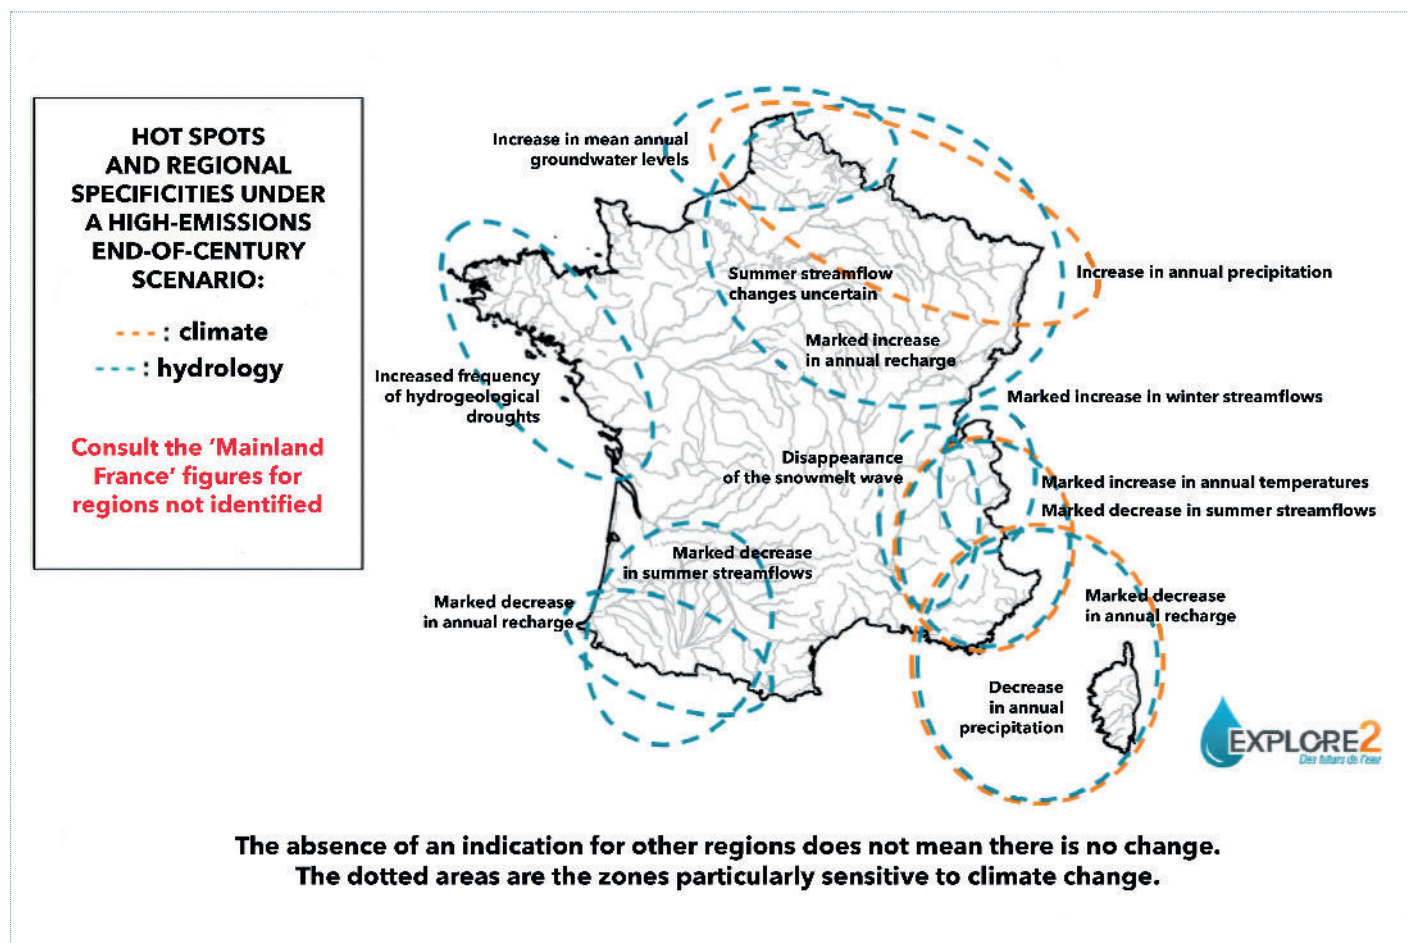 HOT SPOTS
AND REGIONAL
SPECIFICITIES UNDER
A HIGH-EMISSIONS
END-OF-CENTURY
SCENARIO:
: climate
: hydrology
Consult the ‘Mainland
France’ figures for
regions not identified
Increase in mean annual
groundwater levels
Summer streamflow
changes uncertain
Increase in annual precipitation
Marked increase
in annual recharge
Increased frequency
of hydrogeological
droughts
Marked increase in winter streamflows
Disappearance
of the snowmelt wave
Marked increase in annual temperatures
Marked decrease in summer streamflows
Marked decrease
in summer streamflows
Marked decrease
in annual recharge
Marked decrease
in annual recharge
Decrease
in annual
precipitation
EXPLORE2
Des futurs de l'eau
The absence of an indication for other regions does not mean there is no change.
The dotted areas are the zones particularly sensitive to climate change.